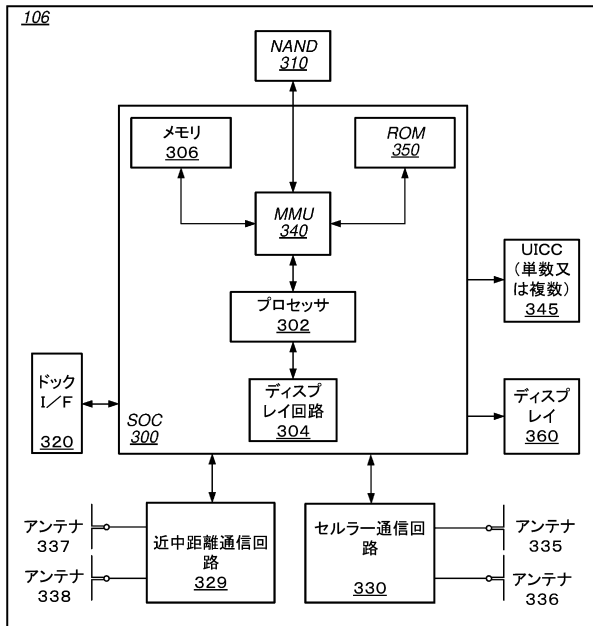 106
NAND
310
メモリ
306
ROM
350
MMU
340
プロセッサ
302
UICC
(単数又
は複数)
345
ドック
I/F
320
ディスプ
レイ回路
304
SOC
300
ディスプ
レイ
360
アンテナ
337
近中距離通信回
路
329
セルラー通信回
路
330
アンテナ
335
アンテナ
338
アンテナ
336